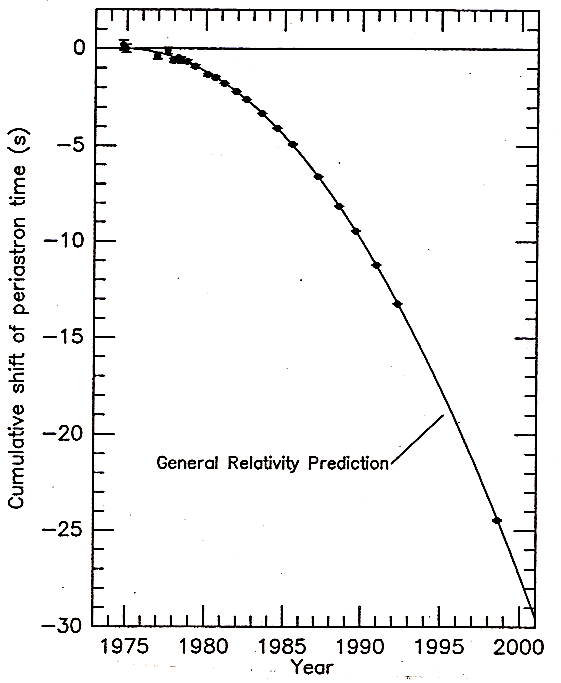 0
−5
−10
−15
−20
−25
−30
Cumulative shift of periastron time (s)
General Relativity Prediction
1975 1980 1985 1990 1995 2000
Year